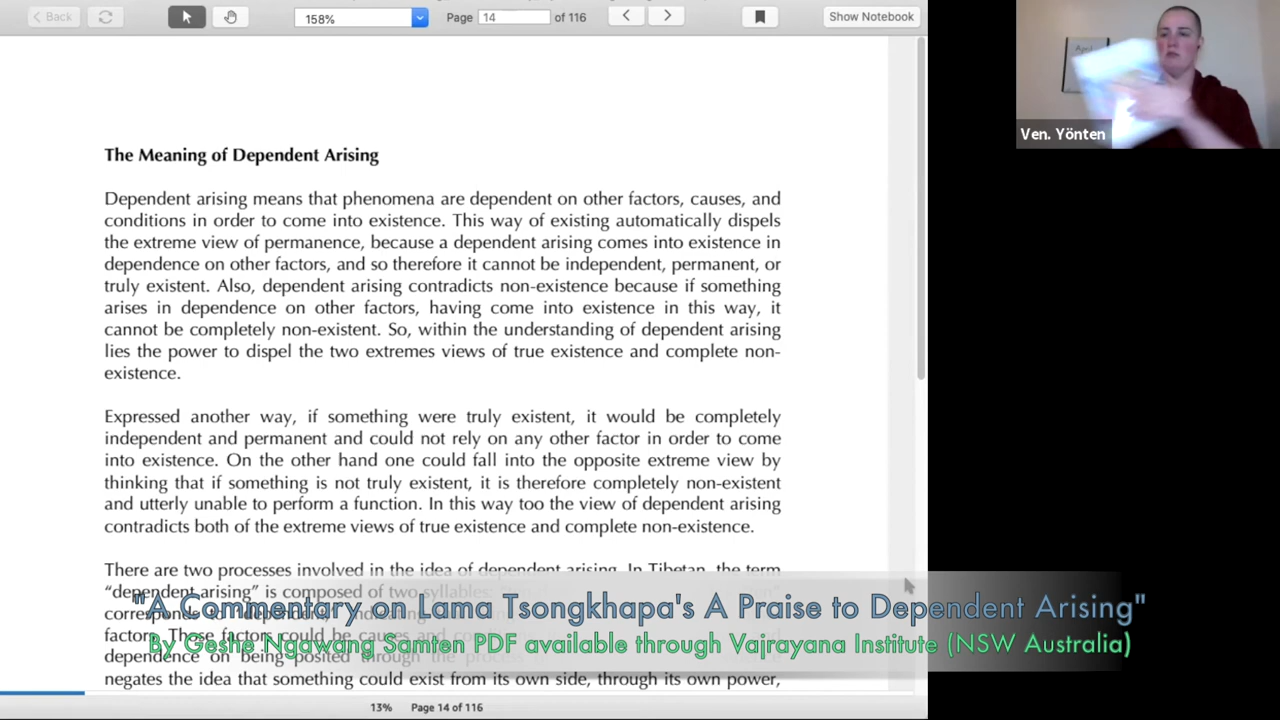 Back
158%
Page 14 of 116
Show Notebook
Ven. Yönten
The Meaning of Dependent Arising
Dependent arising means that phenomena are dependent on other factors, causes, and
conditions in order to come into existence. This way of existing automatically dispels
the extreme view of permanence, because a dependent arising comes into existence in
dependence on other factors, and so therefore it cannot be independent, permanent, or
truly existent. Also, dependent arising contradicts non-existence because if something
arises in dependence on other factors, having come into existence in this way, it
cannot be completely non-existent. So, within the understanding of dependent arising
lies the power to dispel the two extremes views of true existence and complete non-
existence.
Expressed another way, if something were truly existent, it would be completely
independent and permanent and could not rely on any other factor in order to come
into existence. On the other hand one could fall into the opposite extreme view by
thinking that if something is not truly existent, it is therefore completely non-existent
and utterly unable to perform a function. In this way too the view of dependent arising
contradicts both of the extreme views of true existence and complete non-existence.
There are two processes involved in the idea of dependent arising. In Tibetan, the term
"dependent arising" is composed of two syllables:
"A Commentary on Lama Tsongkhapa's A Praise to Dependent Arising"
By Geshe Ngawang Samten PDF available through Vajrayana Institute (NSW Australia)
dependence on being posited through the process
negates the idea that something could exist from its own side, through its own power,
13% Page 14 of 116